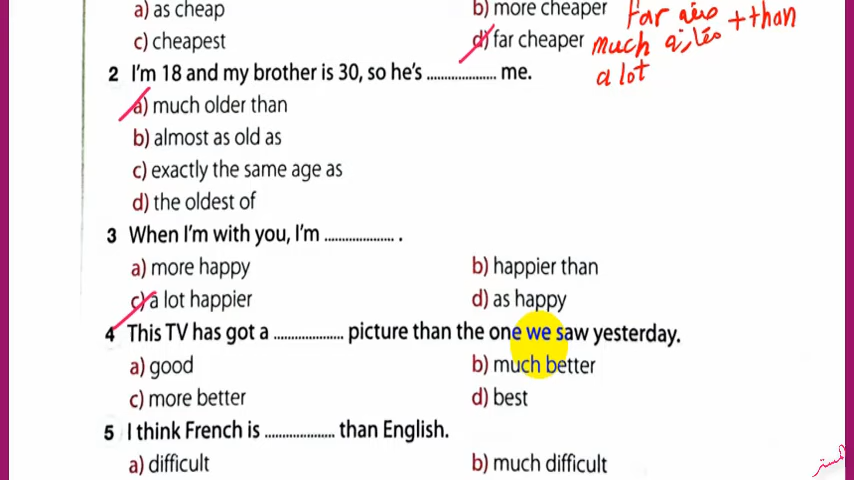 a) as cheap
b) more cheaper
c) cheapest
d) far cheaper
far صفة
much مقارنة + than
a lot
2 I'm 18 and my brother is 30, so he's .................... me.
a) much older than
b) almost as old as
c) exactly the same age as
d) the oldest of
3 When I'm with you, I'm .................... .
a) more happy
b) happier than
c) a lot happier
d) as happy
4 This TV has got a .................... picture than the one we saw yesterday.
a) good
b) much better
c) more better
d) best
5 I think French is .................... than English.
a) difficult
b) much difficult